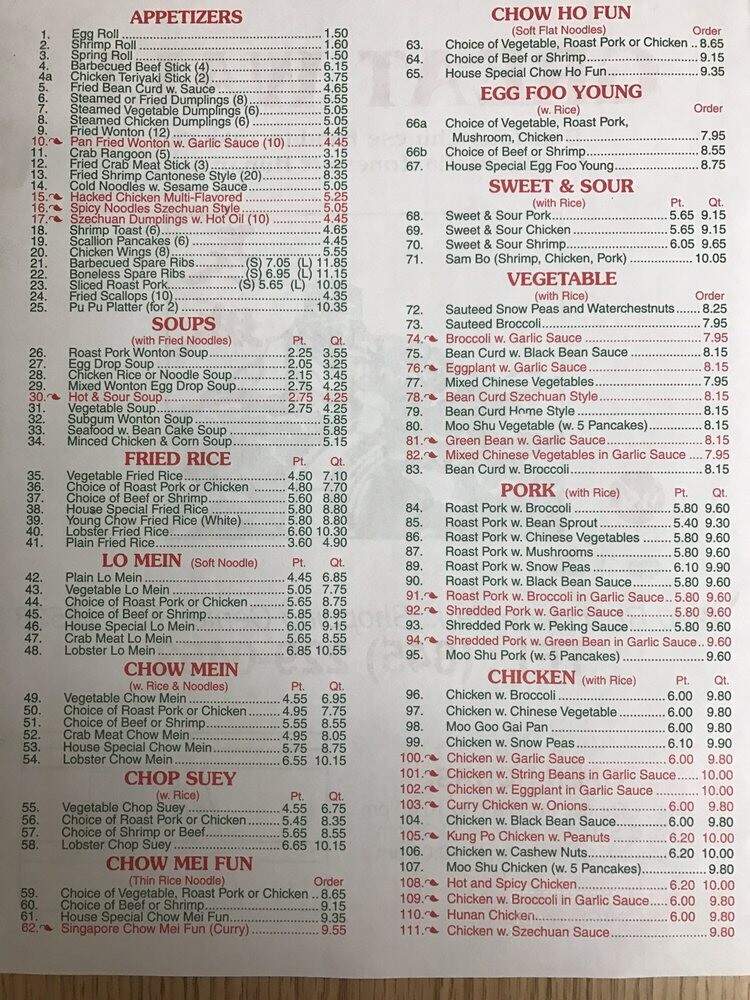 APPETIZERS
1. Egg Roll 1.50
2. Shrimp Roll 1.60
3. Spring Roll 1.50
4. Barbecued Beef Stick (4) 6.15
4a Chicken Teriyaki Stick (2) 3.75
5. Fried Bean Curd w. Sauce 4.65
6. Steamed or Fried Dumplings (8) 5.55
7. Steamed Vegetable Dumplings (6) 5.05
8. Steamed Chicken Dumplings (6) 5.05
9. Fried Wonton (12) 4.45
10. Pan Fried Wonton w. Garlic Sauce (10) 4.45
11. Crab Rangoon (5) 3.15
12. Fried Crab Meat Stick (3) 3.25
13. Fried Shrimp Cantonese Style (20) 8.35
14. Cold Noodles w. Sesame Sauce 5.05
15. Hacked Chicken Multi-Flavored 5.25
16. Spicy Noodles Szechuan Style 5.05
17. Szechuan Dumplings w. Hot Oil (10) 4.45
18. Shrimp Toast (6) 4.65
19. Scallion Pancakes (6) 4.45
20. Chicken Wings (8) 5.55
21. Barbecued Spare Ribs (S) 7.05 (L) 11.85
22. Boneless Spare Ribs (S) 6.95 (L) 11.15
23. Sliced Roast Pork (S) 5.65 (L) 10.05
24. Fried Scallops (10) 4.35
25. Pu Pu Platter (for 2) 10.35
SOUPS
(with Fried Noodles) Pt. Qt.
26. Roast Pork Wonton Soup 2.25 3.55
27. Egg Drop Soup 2.05 3.25
28. Chicken Rice or Noodle Soup 2.15 3.45
29. Mixed Wonton Egg Drop Soup 2.75 4.25
30. Hot & Sour Soup 2.75 4.25
31. Vegetable Soup 2.75 4.25
32. Subgum Wonton Soup 5.85
33. Seafood w. Bean Cake Soup 5.85
34. Minced Chicken & Corn Soup 5.15
FRIED RICE Pt. Qt.
35. Vegetable Fried Rice 4.50 7.10
36. Choice of Roast Pork or Chicken 4.80 7.70
37. Choice of Beef or Shrimp 5.60 8.80
38. House Special Fried Rice 5.80 8.80
39. Young Chow Fried Rice (White) 5.80 8.80
40. Lobster Fried Rice 6.60 10.30
41. Plain Fried Rice 3.60 4.90
LO MEIN (Soft Noodle) Pt. Qt.
42. Plain Lo Mein 4.45 6.85
43. Vegetable Lo Mein 5.05 7.75
44. Choice of Roast Pork or Chicken 5.65 8.75
45. Choice of Beef or Shrimp 5.85 8.95
46. House Special Lo Mein 6.00 9.15
47. Crab Meat Lo Mein 5.65 8.55
48. Lobster Lo Mein 6.85 10.55
CHOW MEIN
(w. Rice & Noodles) Pt. Qt.
49. Vegetable Chow Mein 4.55 6.95
50. Choice of Roast Pork or Chicken 4.95 7.75
51. Choice of Beef or Shrimp 5.55 8.55
52. Crab Meat Chow Mein 4.95 8.05
53. House Special Chow Mein 5.75 8.75
54. Lobster Chow Mein 6.55 10.15
CHOP SUEY
(w. Rice) Pt. Qt.
55. Vegetable Chop Suey 4.55 6.75
56. Choice of Roast Pork or Chicken 5.45 8.35
57. Choice of Shrimp or Beef 5.65 8.55
58. Lobster Chop Suey 6.65 10.15
CHOW MEI FUN
(Thin Rice Noodle) Order
59. Choice of Vegetable, Roast Pork or Chicken 8.65
60. Choice of Beef or Shrimp 9.15
61. House Special Chow Mei Fun 9.35
62. Singapore Chow Mei Fun (Curry) 9.55
CHOW HO FUN
(Soft Flat Noodles) Order
63. Choice of Vegetable, Roast Pork or Chicken 8.65
64. Choice of Beef or Shrimp 9.15
65. House Special Chow Ho Fun 9.35
EGG FOO YOUNG
(w. Rice) Order
66a Choice of Vegetable, Roast Pork,
Mushroom, Chicken 7.95
66b Choice of Beef or Shrimp 8.55
67. House Special Egg Foo Young 8.75
SWEET & SOUR
(with Rice) Pt. Qt.
68. Sweet & Sour Pork 5.65 9.15
69. Sweet & Sour Chicken 5.65 9.15
70. Sweet & Sour Shrimp 6.05 9.65
71. Sam Bo (Shrimp, Chicken, Pork) 10.05
VEGETABLE
(with Rice) Order
72. Sauteed Snow Peas and Waterchestnuts 8.25
73. Sauteed Broccoli 7.95
74. Broccoli w. Garlic Sauce 7.95
75. Bean Curd w. Black Bean Sauce 8.15
76. Eggplant w. Garlic Sauce 8.15
77. Mixed Chinese Vegetables 7.95
78. Bean Curd Szechuan Style 8.15
79. Bean Curd Home Style 8.15
80. Moo Shu Vegetable (w. 5 Pancakes) 8.15
81. Green Bean w. Garlic Sauce 8.15
82. Mixed Chinese Vegetables in Garlic Sauce 7.95
83. Bean Curd w. Broccoli 8.15
PORK (with Rice) Pt. Qt.
84. Roast Pork w. Broccoli 5.80 9.60
85. Roast Pork w. Bean Sprout 5.40 9.30
86. Roast Pork w. Chinese Vegetables 5.80 9.60
87. Roast Pork w. Mushrooms 5.80 9.60
89. Roast Pork w. Snow Peas 6.10 9.90
90. Roast Pork w. Black Bean Sauce 5.80 9.60
91. Roast Pork w. Broccoli in Garlic Sauce 5.80 9.60
92. Shredded Pork w. Garlic Sauce 5.80 9.60
93. Shredded Pork w. Peking Sauce 5.80 9.60
94. Shredded Pork w. Green Bean in Garlic Sauce 9.60
95. Moo Shu Pork (w. 5 Pancakes) 9.60
CHICKEN (with Rice) Pt. Qt.
96. Chicken w. Broccoli 6.00 9.80
97. Chicken w. Chinese Vegetable 6.00 9.80
98. Moo Goo Gai Pan 6.00 9.80
99. Chicken w. Snow Peas 6.10 9.90
100. Chicken w. Garlic Sauce 6.00 9.80
101. Chicken w. String Beans in Garlic Sauce 10.00
102. Chicken w. Eggplant in Garlic Sauce 10.00
103. Curry Chicken w. Onions 6.00 9.80
104. Chicken w. Black Bean Sauce 6.00 9.80
105. Kung Po Chicken w. Peanuts 6.20 10.00
106. Chicken w. Cashew Nuts 6.20 10.00
107. Moo Shu Chicken (w. 5 Pancakes) 9.80
108. Hot and Spicy Chicken 6.20 10.00
109. Chicken w. Broccoli in Garlic Sauce 6.00 9.80
110. Hunan Chicken 6.00 9.80
111. Chicken w. Szechuan Sauce 9.80